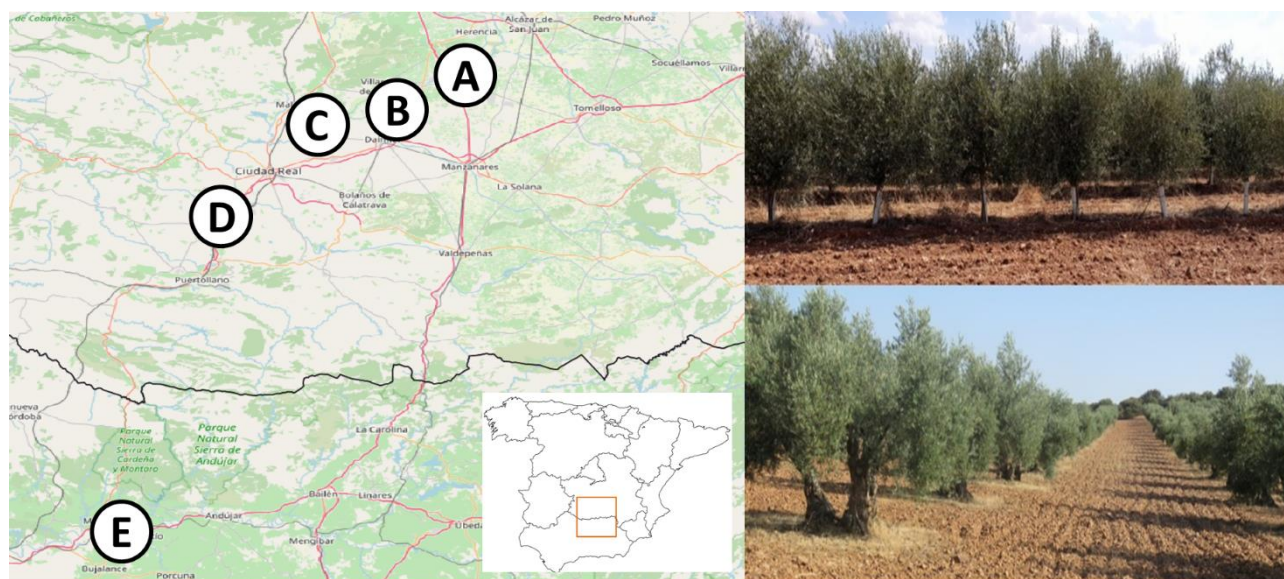 de Cabañeros
Alcázar de
San Juan
Pedro Muñoz
Herencia
A
Socuéllamos
B
Tomelloso
C
Ciudad Real
Manzanares
La Solana
Bolaños de
Calatrava
D
Valdepeñas
Puertollano
La Carolina
Parque
Natural
Sierra de
Andújar
Parque Natural
Sierra de
Cardeña
y Montoro
Bailén
Linares
E
Andújar
Mengibar
Bujalance
Porcuna